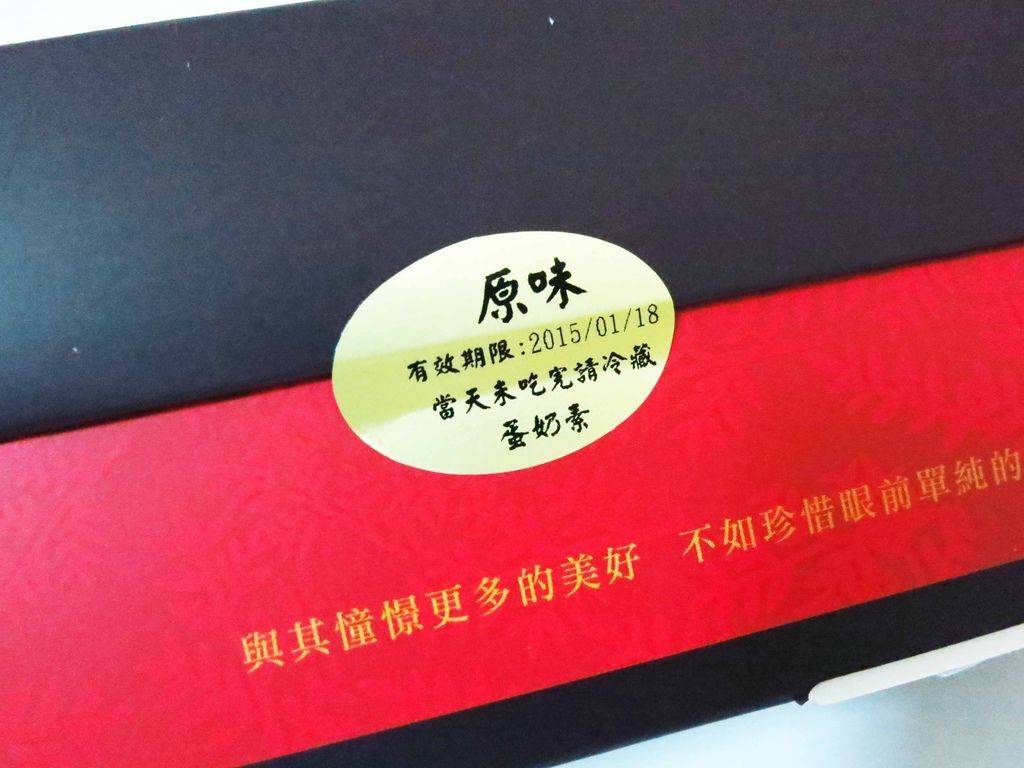 原味
有效期限:2015/01/18
當天未吃完請冷藏
蛋奶素
與其憧憬更多的美好 不如珍惜眼前單純的